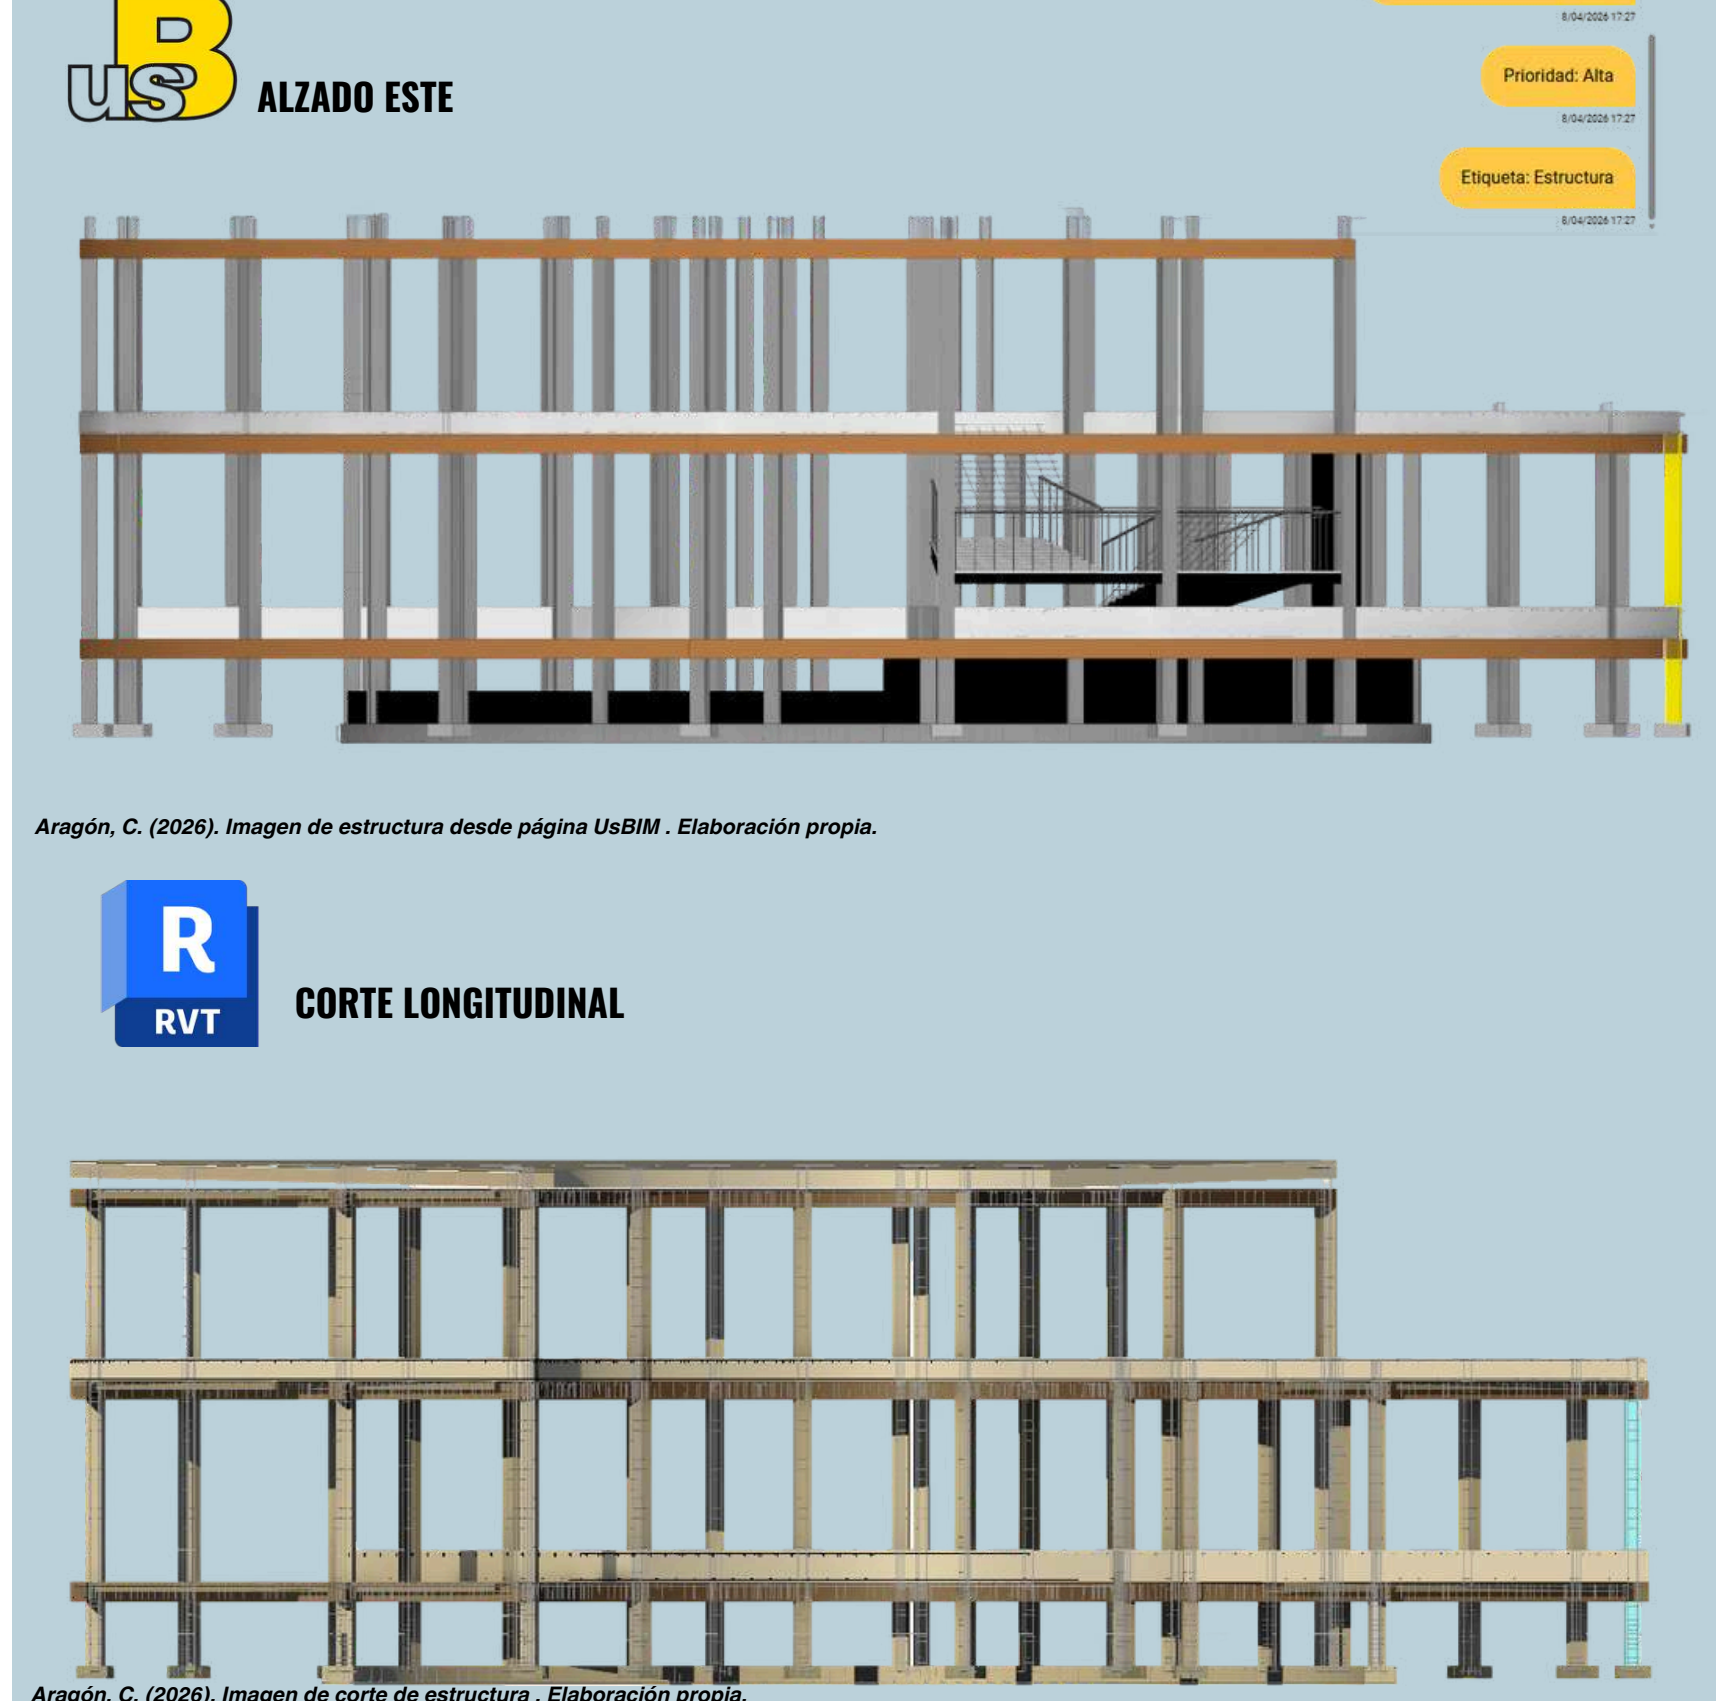 8/04/2026 17:27
usB
ALZADO ESTE
Prioridad: Alta
8/04/2026 17:27
Etiqueta: Estructura
8/04/2026 17:27
Aragón, C. (2026). Imagen de estructura desde página UsBIM . Elaboración propia.
R
RVT
CORTE LONGITUDINAL
Aragón, C. (2026). Imagen de corte de estructura . Elaboración propia.